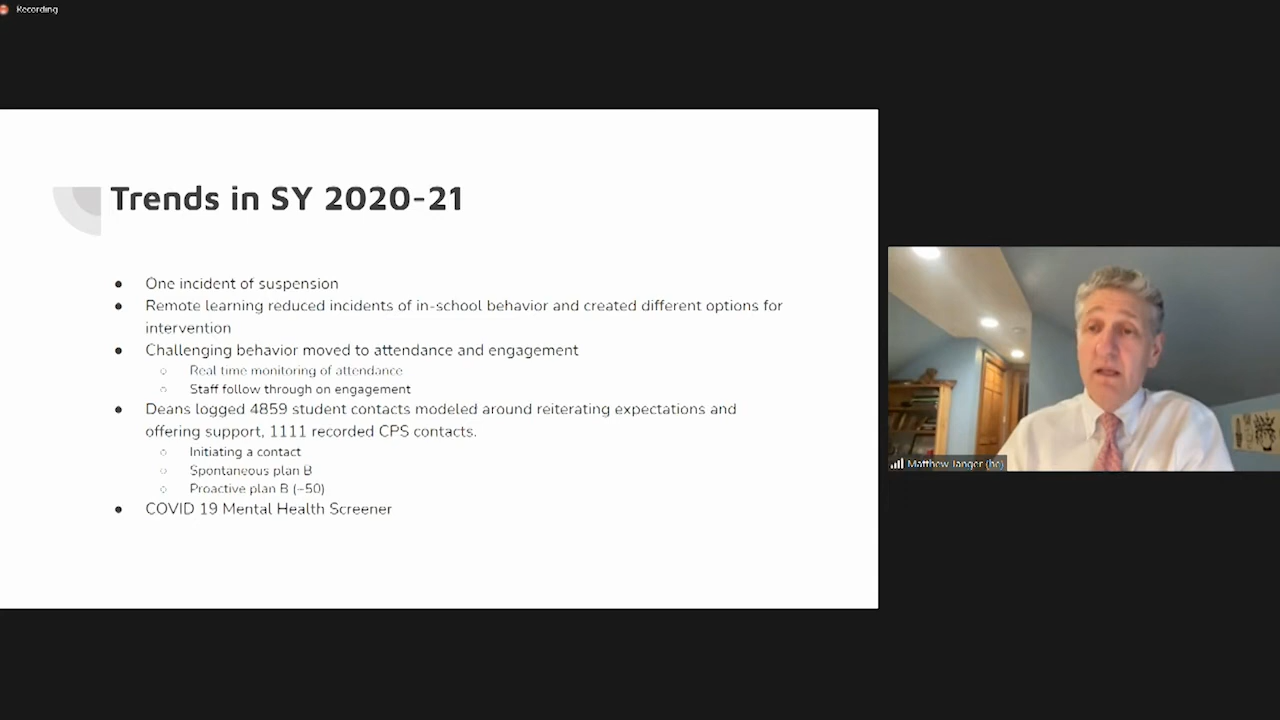 Recording
Trends in SY 2020-21
● One incident of suspension
● Remote learning reduced incidents of in-school behavior and created different options for
intervention
● Challenging behavior moved to attendance and engagement
○ Real time monitoring of attendance
○ Staff follow through on engagement
● Deans logged 4859 student contacts modeled around reiterating expectations and
offering support, 1111 recorded CPS contacts.
○ Initiating a contact
○ Spontaneous plan B
○ Proactive plan B (~50)
● COVID 19 Mental Health Screener
Matthew Janger (he)